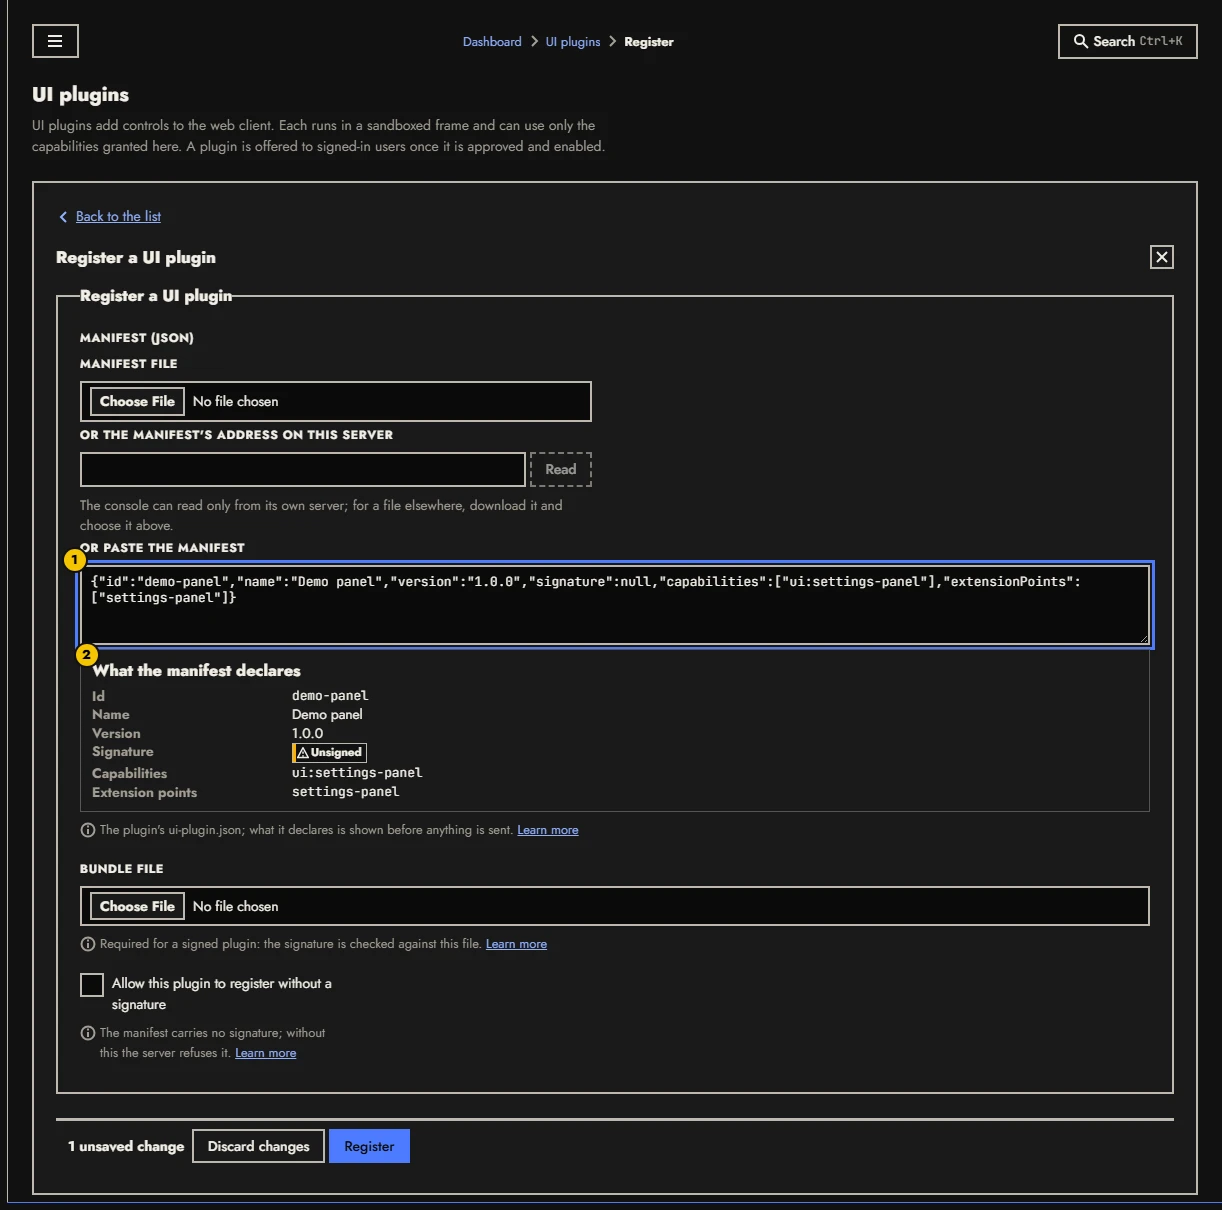 Dashboard > UI plugins > Register
Search Ctrl+K
UI plugins
UI plugins add controls to the web client. Each runs in a sandboxed frame and can use only the
capabilities granted here. A plugin is offered to signed-in users once it is approved and enabled.
Back to the list
Register a UI plugin
Register a UI plugin
MANIFEST (JSON)
MANIFEST FILE
Choose File No file chosen
OR THE MANIFEST'S ADDRESS ON THIS SERVER
Read
The console can read only from its own server; for a file elsewhere, download it and
choose it above.
OR PASTE THE MANIFEST
1
{"id":"demo-panel","name":"Demo panel","version":"1.0.0","signature":null,"capabilities":["ui:settings-panel"],"extensionPoints":
["settings-panel"]}
2
What the manifest declares
Id demo-panel
Name Demo panel
Version 1.0.0
Signature Unsigned
Capabilities ui:settings-panel
Extension points settings-panel
The plugin's ui-plugin.json; what it declares is shown before anything is sent. Learn more
BUNDLE FILE
Choose File No file chosen
Required for a signed plugin: the signature is checked against this file. Learn more
Allow this plugin to register without a
signature
The manifest carries no signature; without
this the server refuses it. Learn more
1 unsaved change Discard changes Register